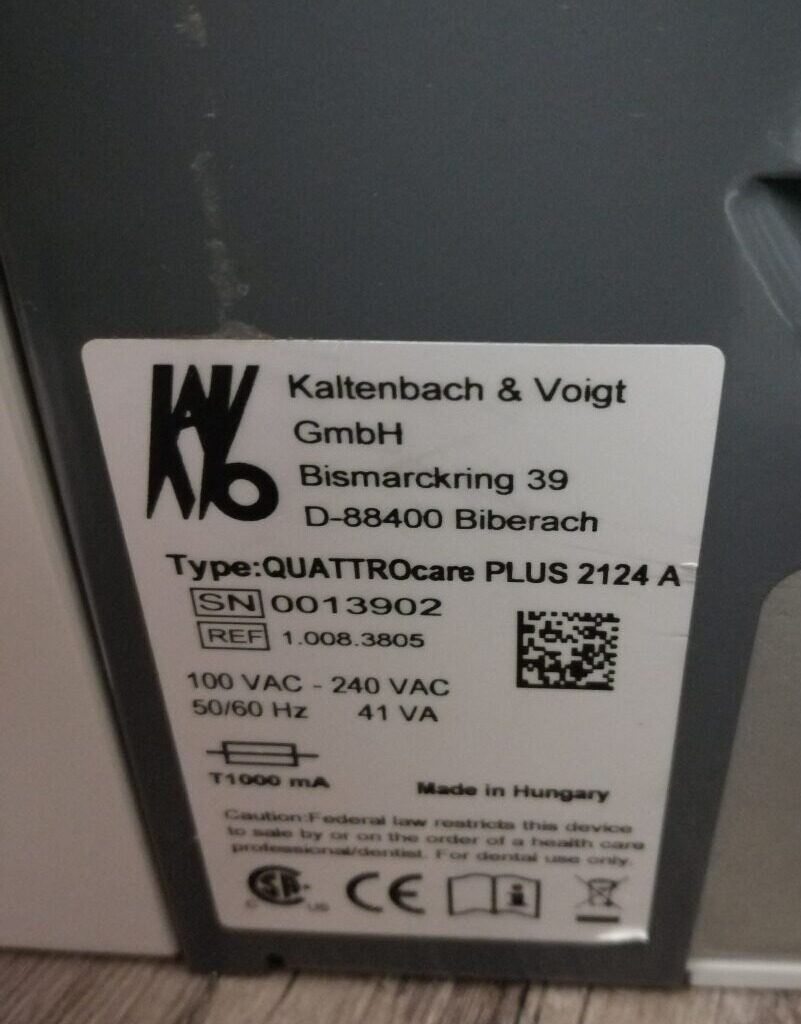 KAVO
Kaltenbach & Voigt
GmbH
Bismarckring 39
D-88400 Biberach
Type:QUATTROcare PLUS 2124 A
SN 0013902
REF 1.008.3805
100 VAC - 240 VAC
50/60 Hz 41 VA
T1000 mA
Made in Hungary
Caution:Federal law restricts this device
to sale by or on the order of a health care
professional/dentist. For dental use only.
C SA US CE i